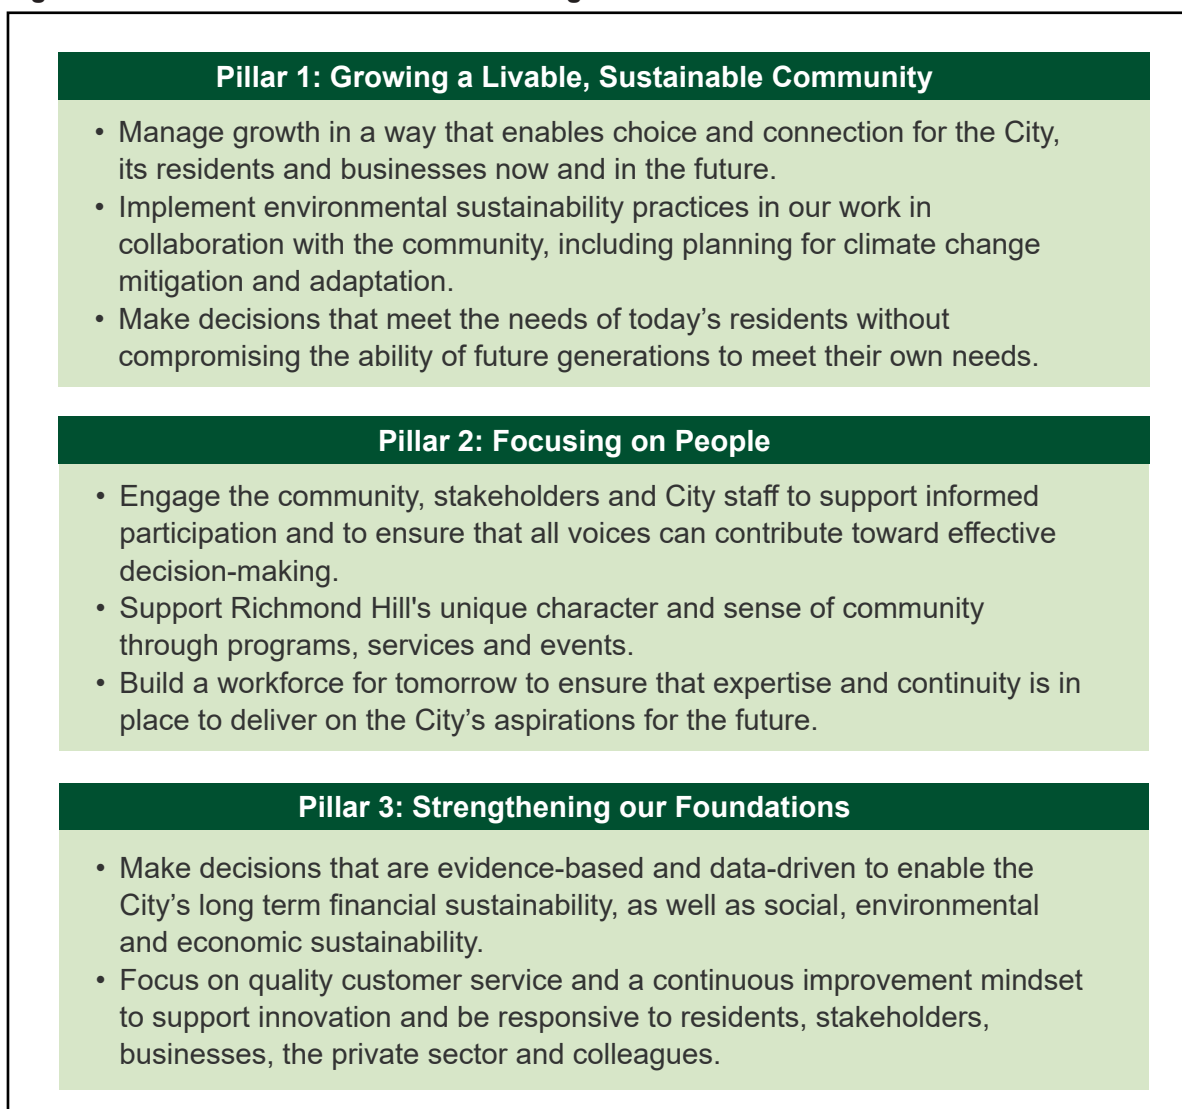 Pillar 1: Growing a Livable, Sustainable Community
• Manage growth in a way that enables choice and connection for the City,
its residents and businesses now and in the future.
• Implement environmental sustainability practices in our work in
collaboration with the community, including planning for climate change
mitigation and adaptation.
• Make decisions that meet the needs of today’s residents without
compromising the ability of future generations to meet their own needs.
Pillar 2: Focusing on People
• Engage the community, stakeholders and City staff to support informed
participation and to ensure that all voices can contribute toward effective
decision-making.
• Support Richmond Hill's unique character and sense of community
through programs, services and events.
• Build a workforce for tomorrow to ensure that expertise and continuity is in
place to deliver on the City’s aspirations for the future.
Pillar 3: Strengthening our Foundations
• Make decisions that are evidence-based and data-driven to enable the
City’s long term financial sustainability, as well as social, environmental
and economic sustainability.
• Focus on quality customer service and a continuous improvement mindset
to support innovation and be responsive to residents, stakeholders,
businesses, the private sector and colleagues.